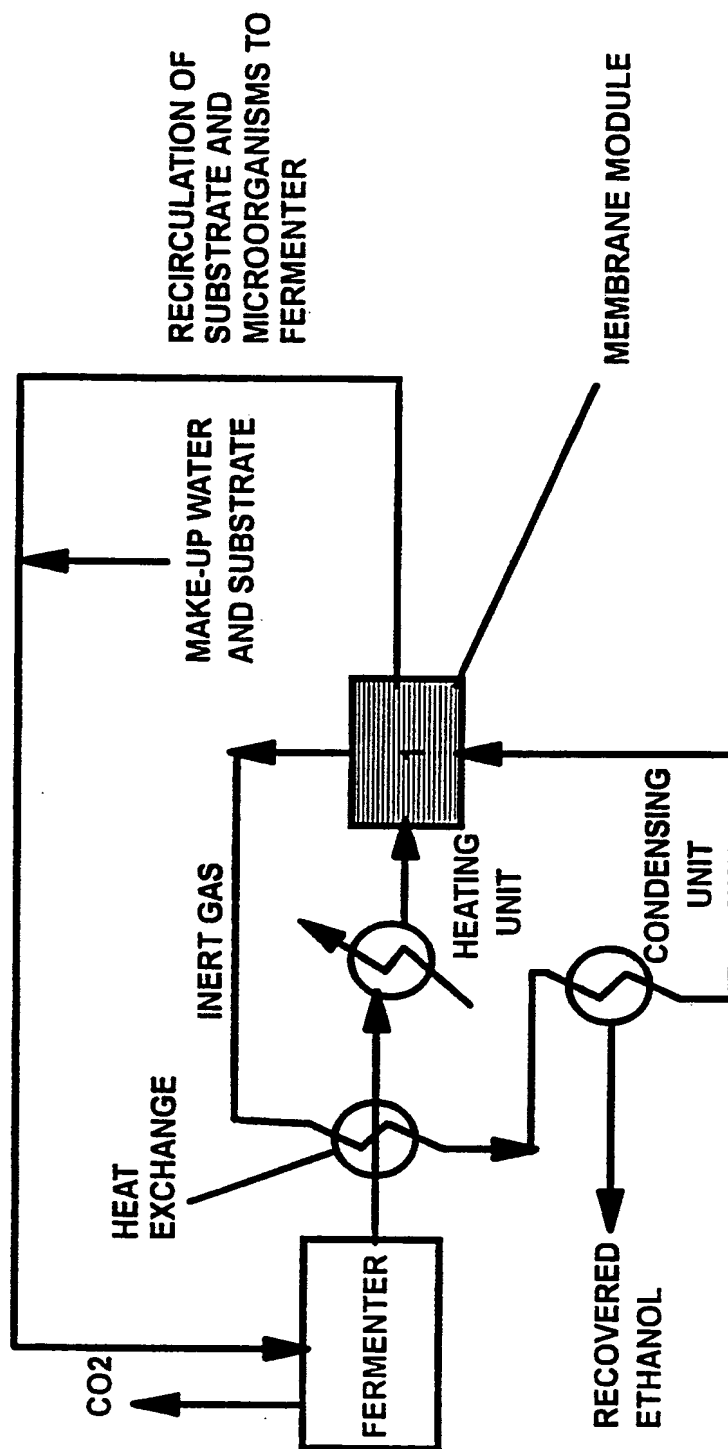 RECIRCULATION OF
SUBSTRATE AND
MICROORGANISMS TO
FERMENTER
MAKE-UP WATER
AND SUBSTRATE
MEMBRANE MODULE
INERT GAS
HEATING
UNIT
CONDENSING
UNIT
HEAT
EXCHANGE
CO2
FERMENTER
RECOVERED
ETHANOL